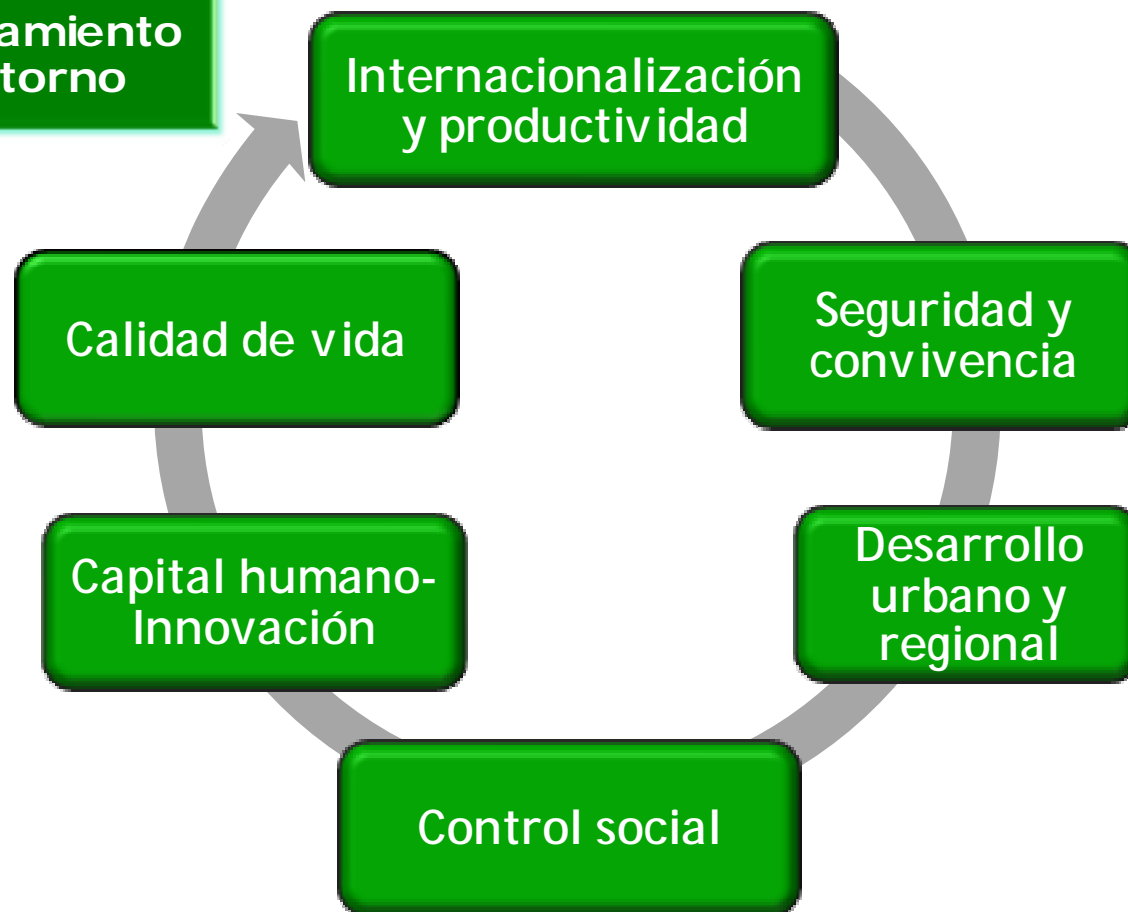 amiento
torno
Internacionalización
y productividad
Seguridad y
convivencia
Desarrollo
urbano y
regional
Control social
Capital humano-
Innovación
Calidad de vida